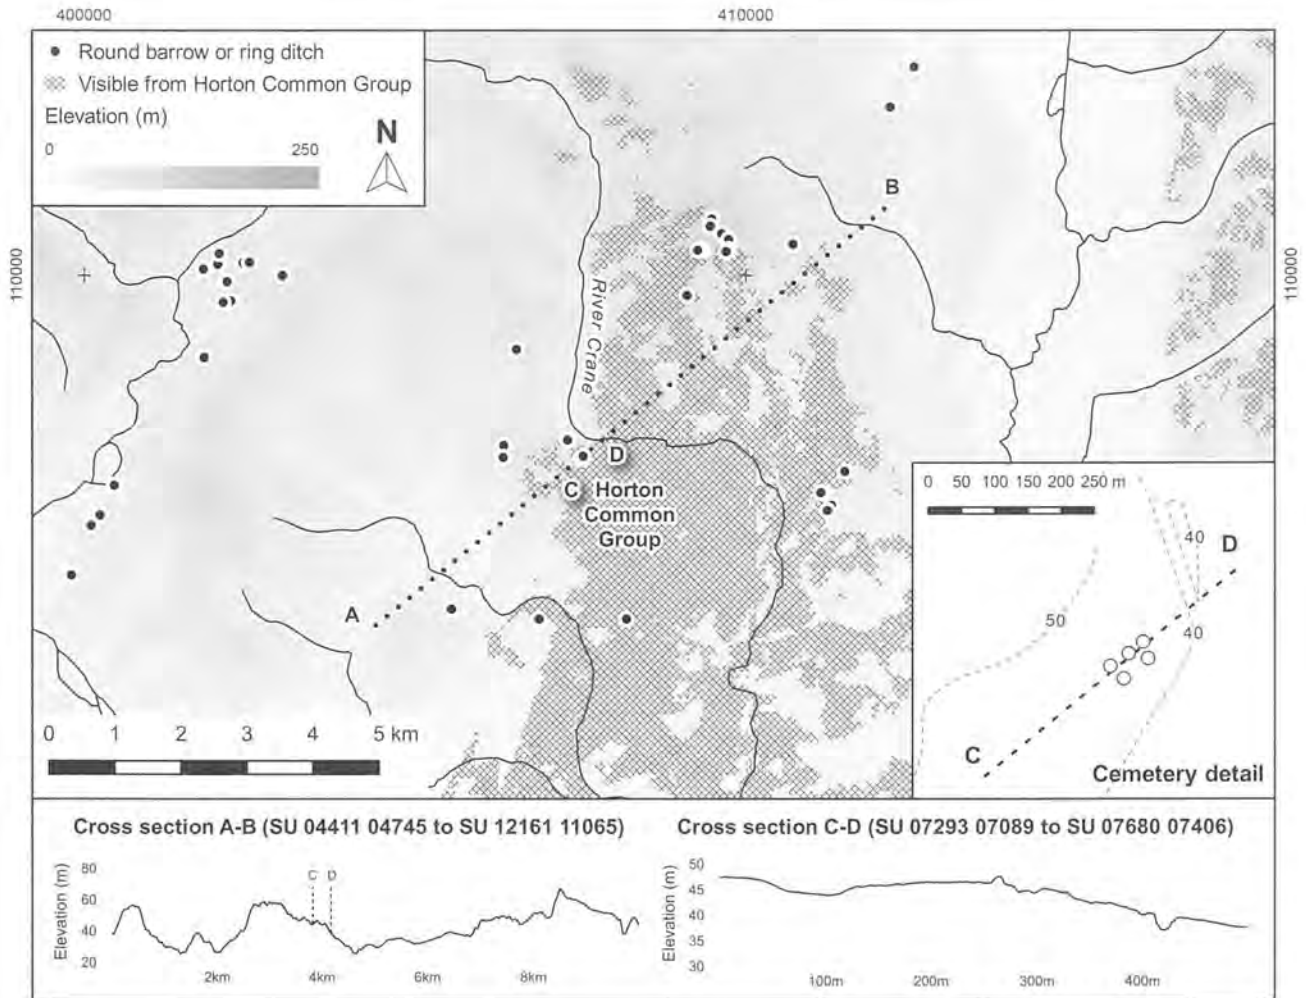 400000
410000
Round barrow or ring ditch
Visible from Horton Common Group
Elevation (m)
0
250
N
B
110000
110000
River Crane
D
C
Horton
Common
Group
A
0
1
2
3
4
5 km
0
50
100
150
200
250 m
40
D
50
40
C
Cemetery detail
Cross section A-B (SU 04411 04745 to SU 12161 11065)
Cross section C-D (SU 07293 07089 to SU 07680 07406)
Elevation (m)
80
60
40
20
C
D
2km
4km
6km
8km
Elevation (m)
50
45
40
35
30
100m
200m
300m
400m